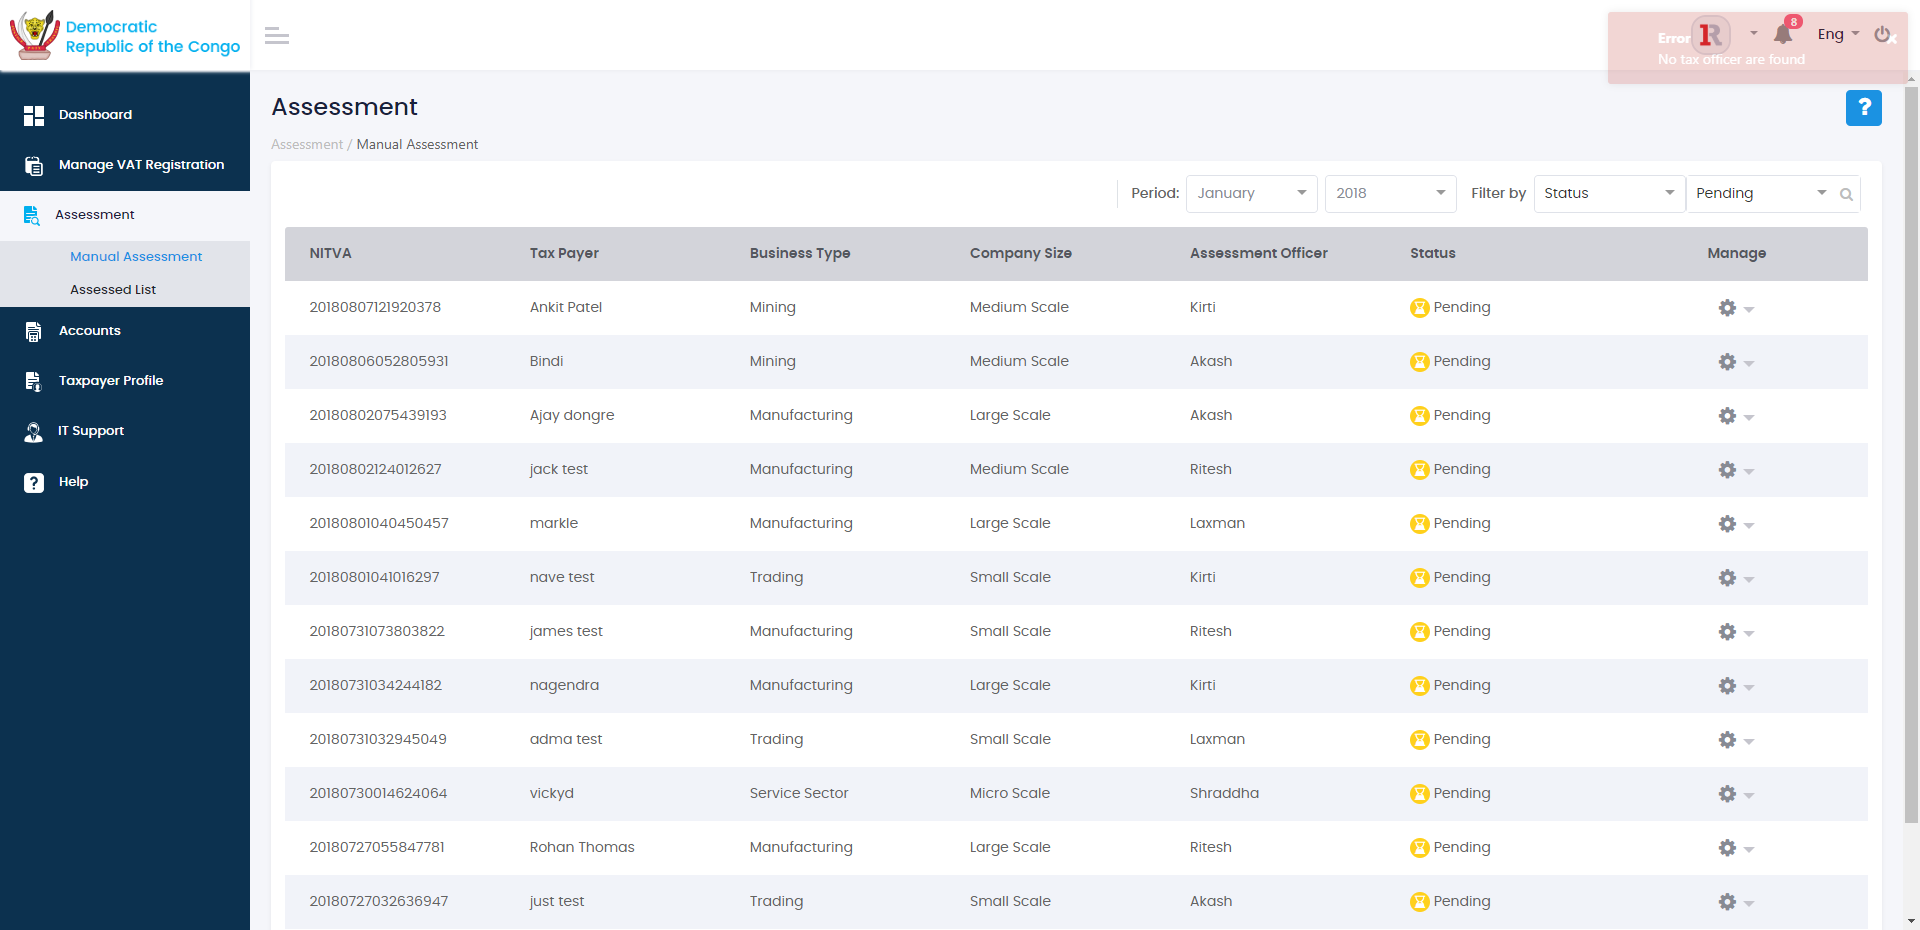 Democratic
Republic of the Congo
Error
1R
8
Eng
No tax officer are found
Dashboard
Manage VAT Registration
Assessment
Manual Assessment
Assessed List
Accounts
Taxpayer Profile
IT Support
? Help
Assessment
?
Assessment / Manual Assessment
Period: January 2018 Filter by Status Pending
NITVA Tax Payer Business Type Company Size Assessment Officer Status Manage
20180807121920378 Ankit Patel Mining Medium Scale Kirti Pending
20180806052805931 Bindi Mining Medium Scale Akash Pending
20180802075439193 Ajay dongre Manufacturing Large Scale Akash Pending
20180802124012627 jack test Manufacturing Medium Scale Ritesh Pending
20180801040450457 markle Manufacturing Large Scale Laxman Pending
20180801041016297 nave test Trading Small Scale Kirti Pending
20180731073803822 james test Manufacturing Small Scale Ritesh Pending
20180731034244182 nagendra Manufacturing Large Scale Kirti Pending
20180731032945049 adma test Trading Small Scale Laxman Pending
20180730014624064 vickyd Service Sector Micro Scale Shraddha Pending
20180727055847781 Rohan Thomas Manufacturing Large Scale Ritesh Pending
20180727032636947 just test Trading Small Scale Akash Pending